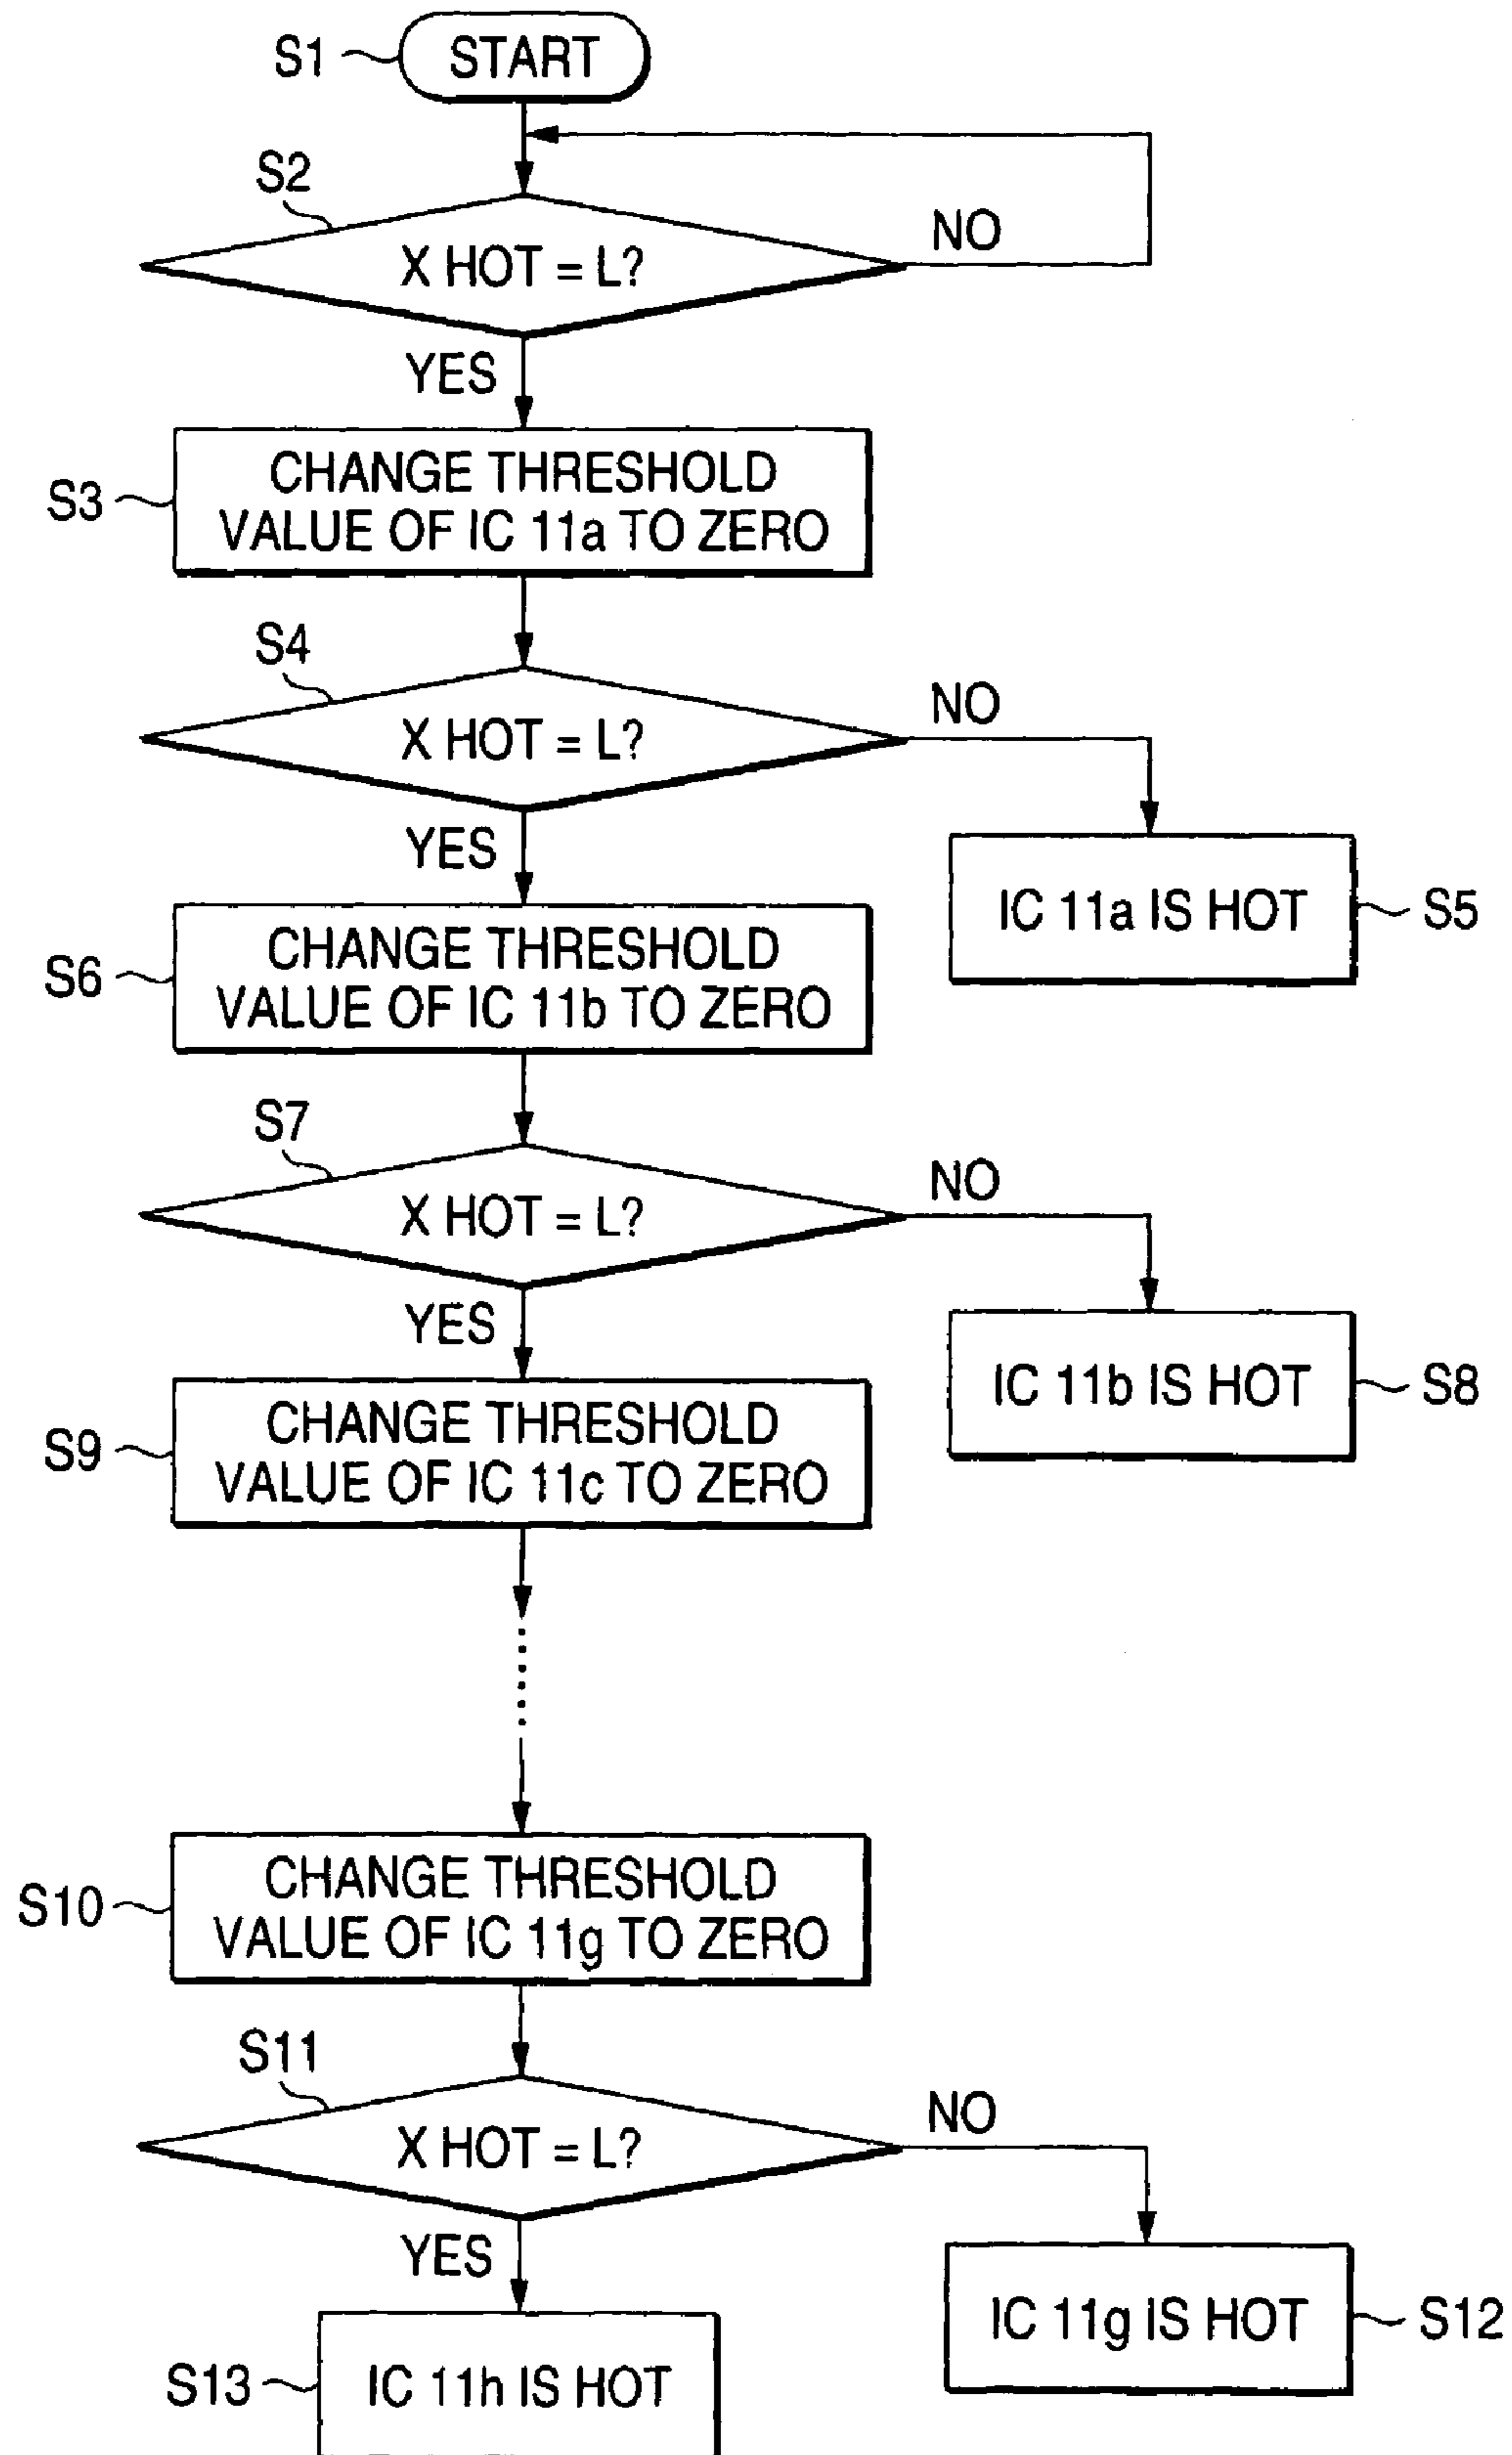 S1
START
S2
X HOT = L?
NO
YES
S3
CHANGE THRESHOLD
VALUE OF IC 11a TO ZERO
S4
X HOT = L?
NO
YES
IC 11a IS HOT
S5
S6
CHANGE THRESHOLD
VALUE OF IC 11b TO ZERO
S7
X HOT = L?
NO
YES
IC 11b IS HOT
S8
S9
CHANGE THRESHOLD
VALUE OF IC 11c TO ZERO
S10
CHANGE THRESHOLD
VALUE OF IC 11g TO ZERO
S11
X HOT = L?
NO
YES
IC 11g IS HOT
S12
S13
IC 11h IS HOT